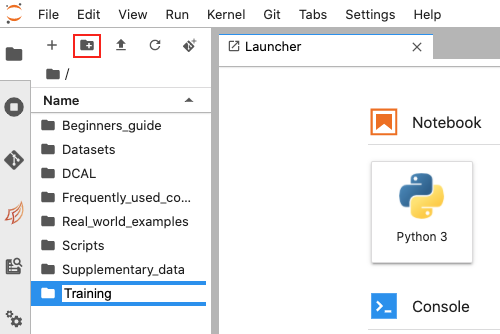 File Edit View Run Kernel Git Tabs Settings Help
Launcher
/
Name
Beginners_guide
Datasets
DCAL
Frequently_used_co...
Real_world_examples
Scripts
Supplementary_data
Training
Notebook
Python 3
Console